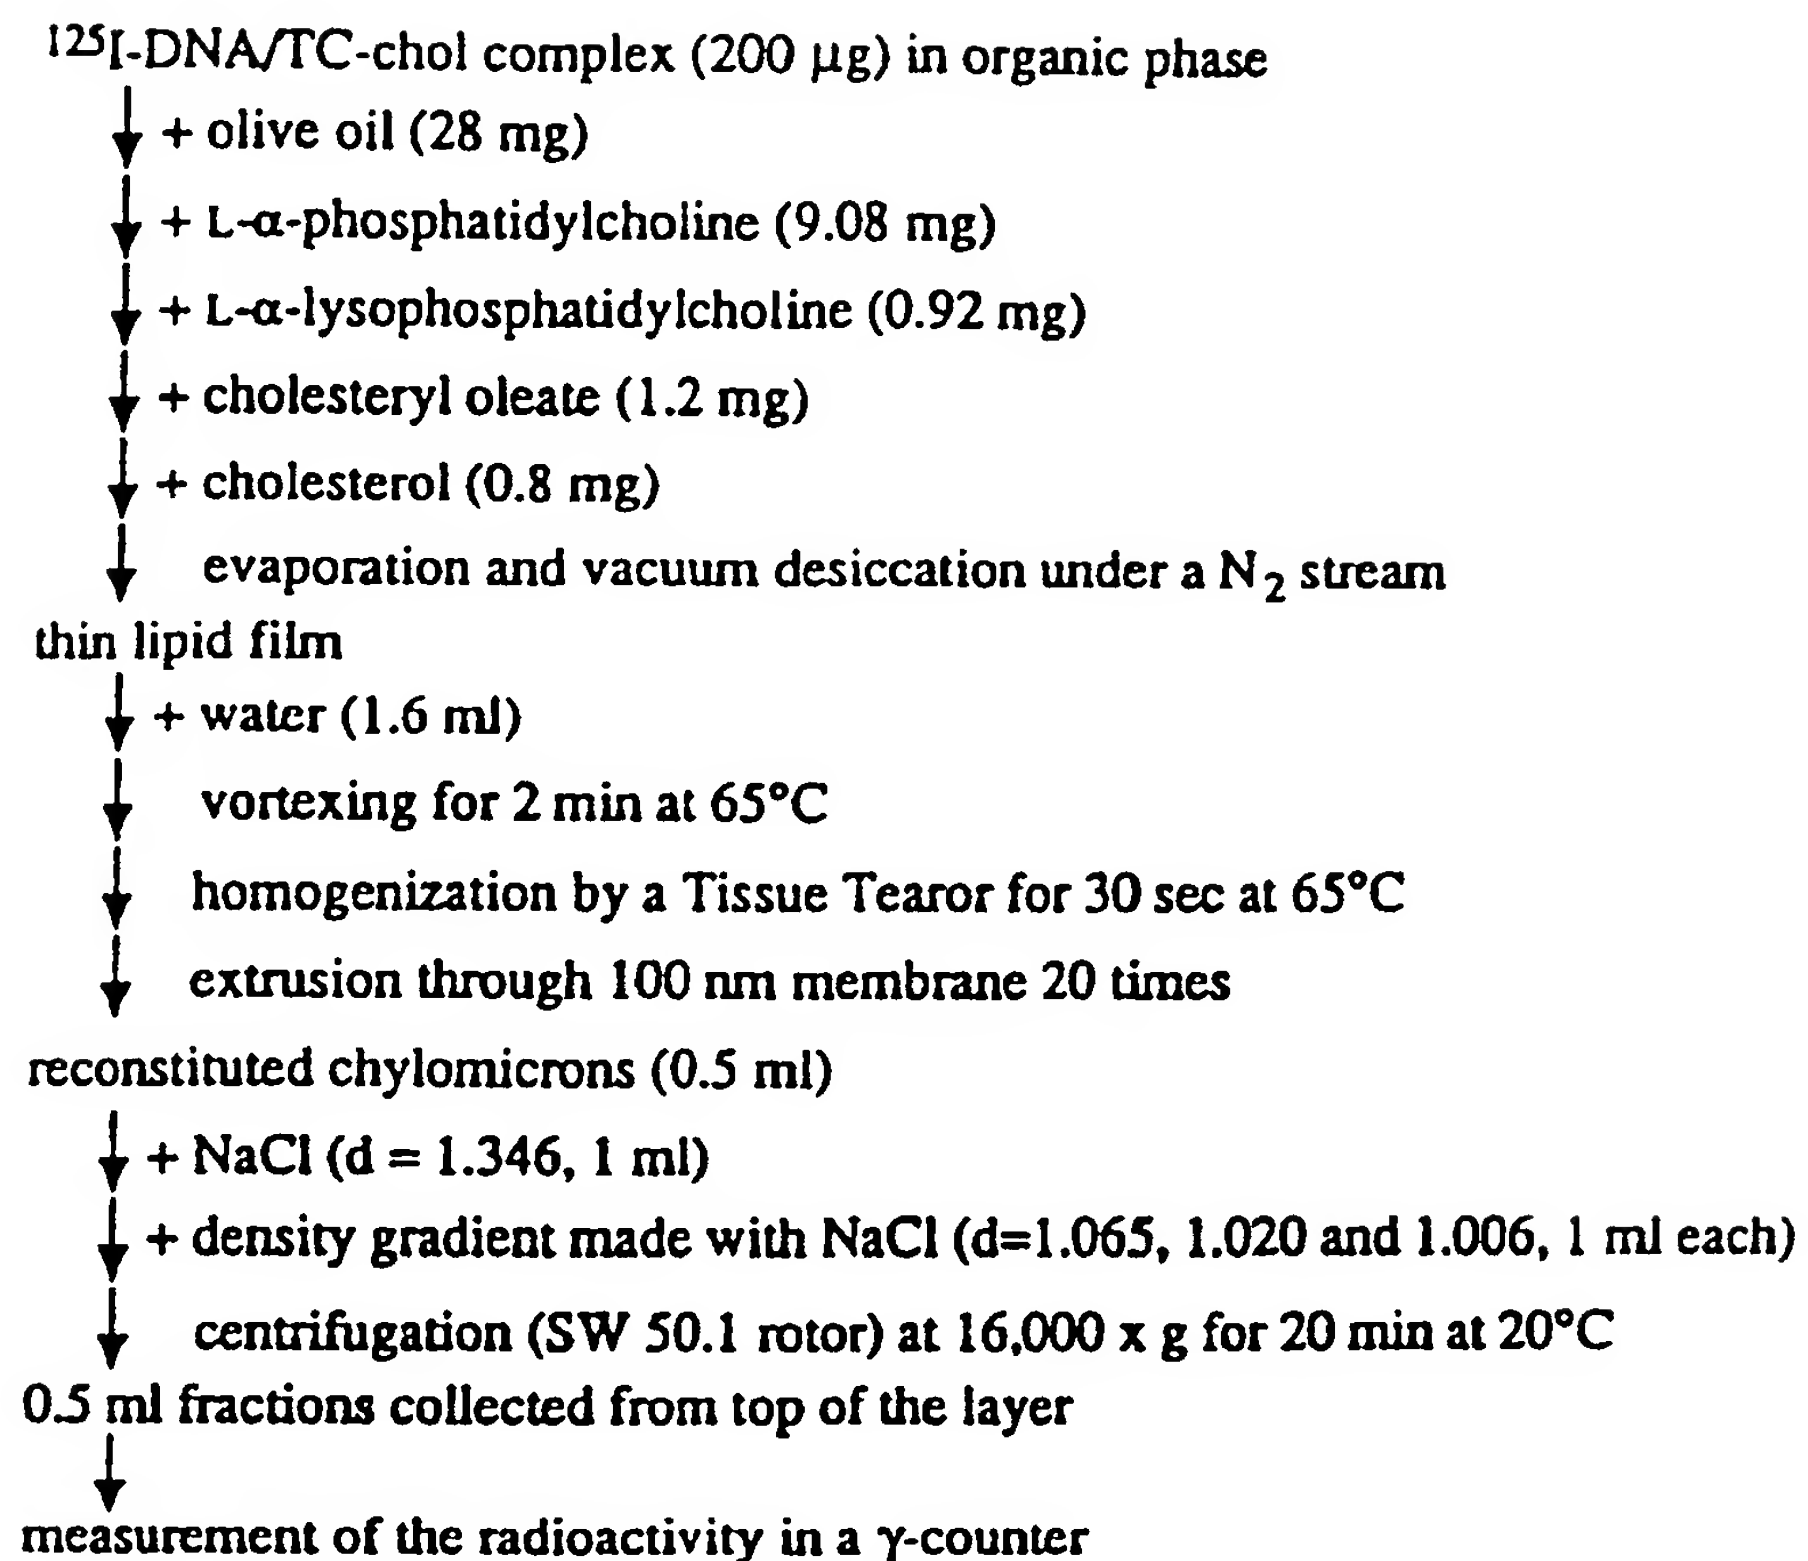 ¹²⁵I-DNA/TC-chol complex (200 µg) in organic phase
+ olive oil (28 mg)
+ L-α-phosphatidylcholine (9.08 mg)
+ L-α-lysophosphatidylcholine (0.92 mg)
+ cholesteryl oleate (1.2 mg)
+ cholesterol (0.8 mg)
evaporation and vacuum desiccation under a N₂ stream
thin lipid film
+ water (1.6 ml)
vortexing for 2 min at 65°C
homogenization by a Tissue Tearor for 30 sec at 65°C
extrusion through 100 nm membrane 20 times
reconstituted chylomicrons (0.5 ml)
+ NaCl (d = 1.346, 1 ml)
+ density gradient made with NaCl (d=1.065, 1.020 and 1.006, 1 ml each)
centrifugation (SW 50.1 rotor) at 16,000 x g for 20 min at 20°C
0.5 ml fractions collected from top of the layer
measurement of the radioactivity in a γ-counter